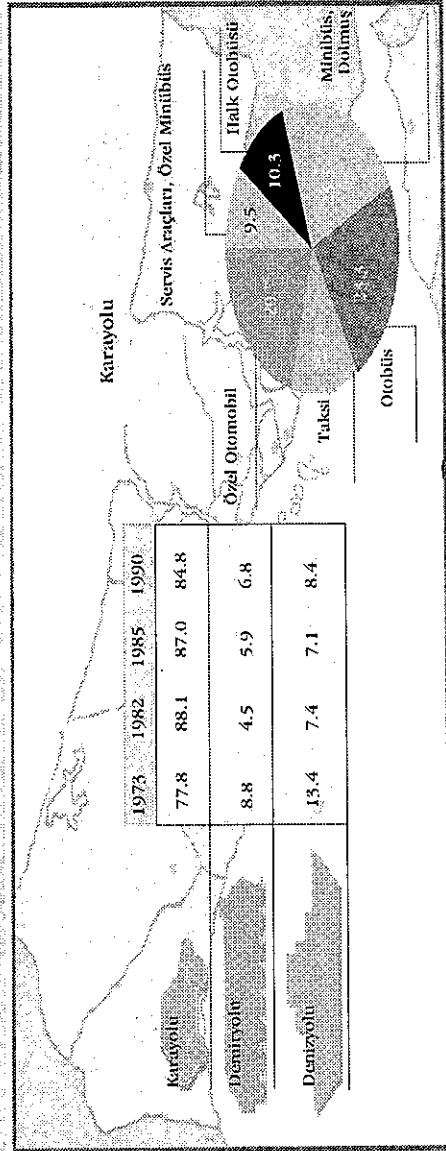 1973 1982 1985 1990
Karayolu 77.8 88.1 87.0 84.8
Demiryolu 8.8 4.5 5.9 6.8
Denizyolu 13.4 7.4 7.1 8.4
Karayolu
Servis Araçları, Özel Minibüs
Halk Otobüsü
Minibüs,
Dolmuş
Özel Otomobil
9.5
10.3
Taksi
Otobüs